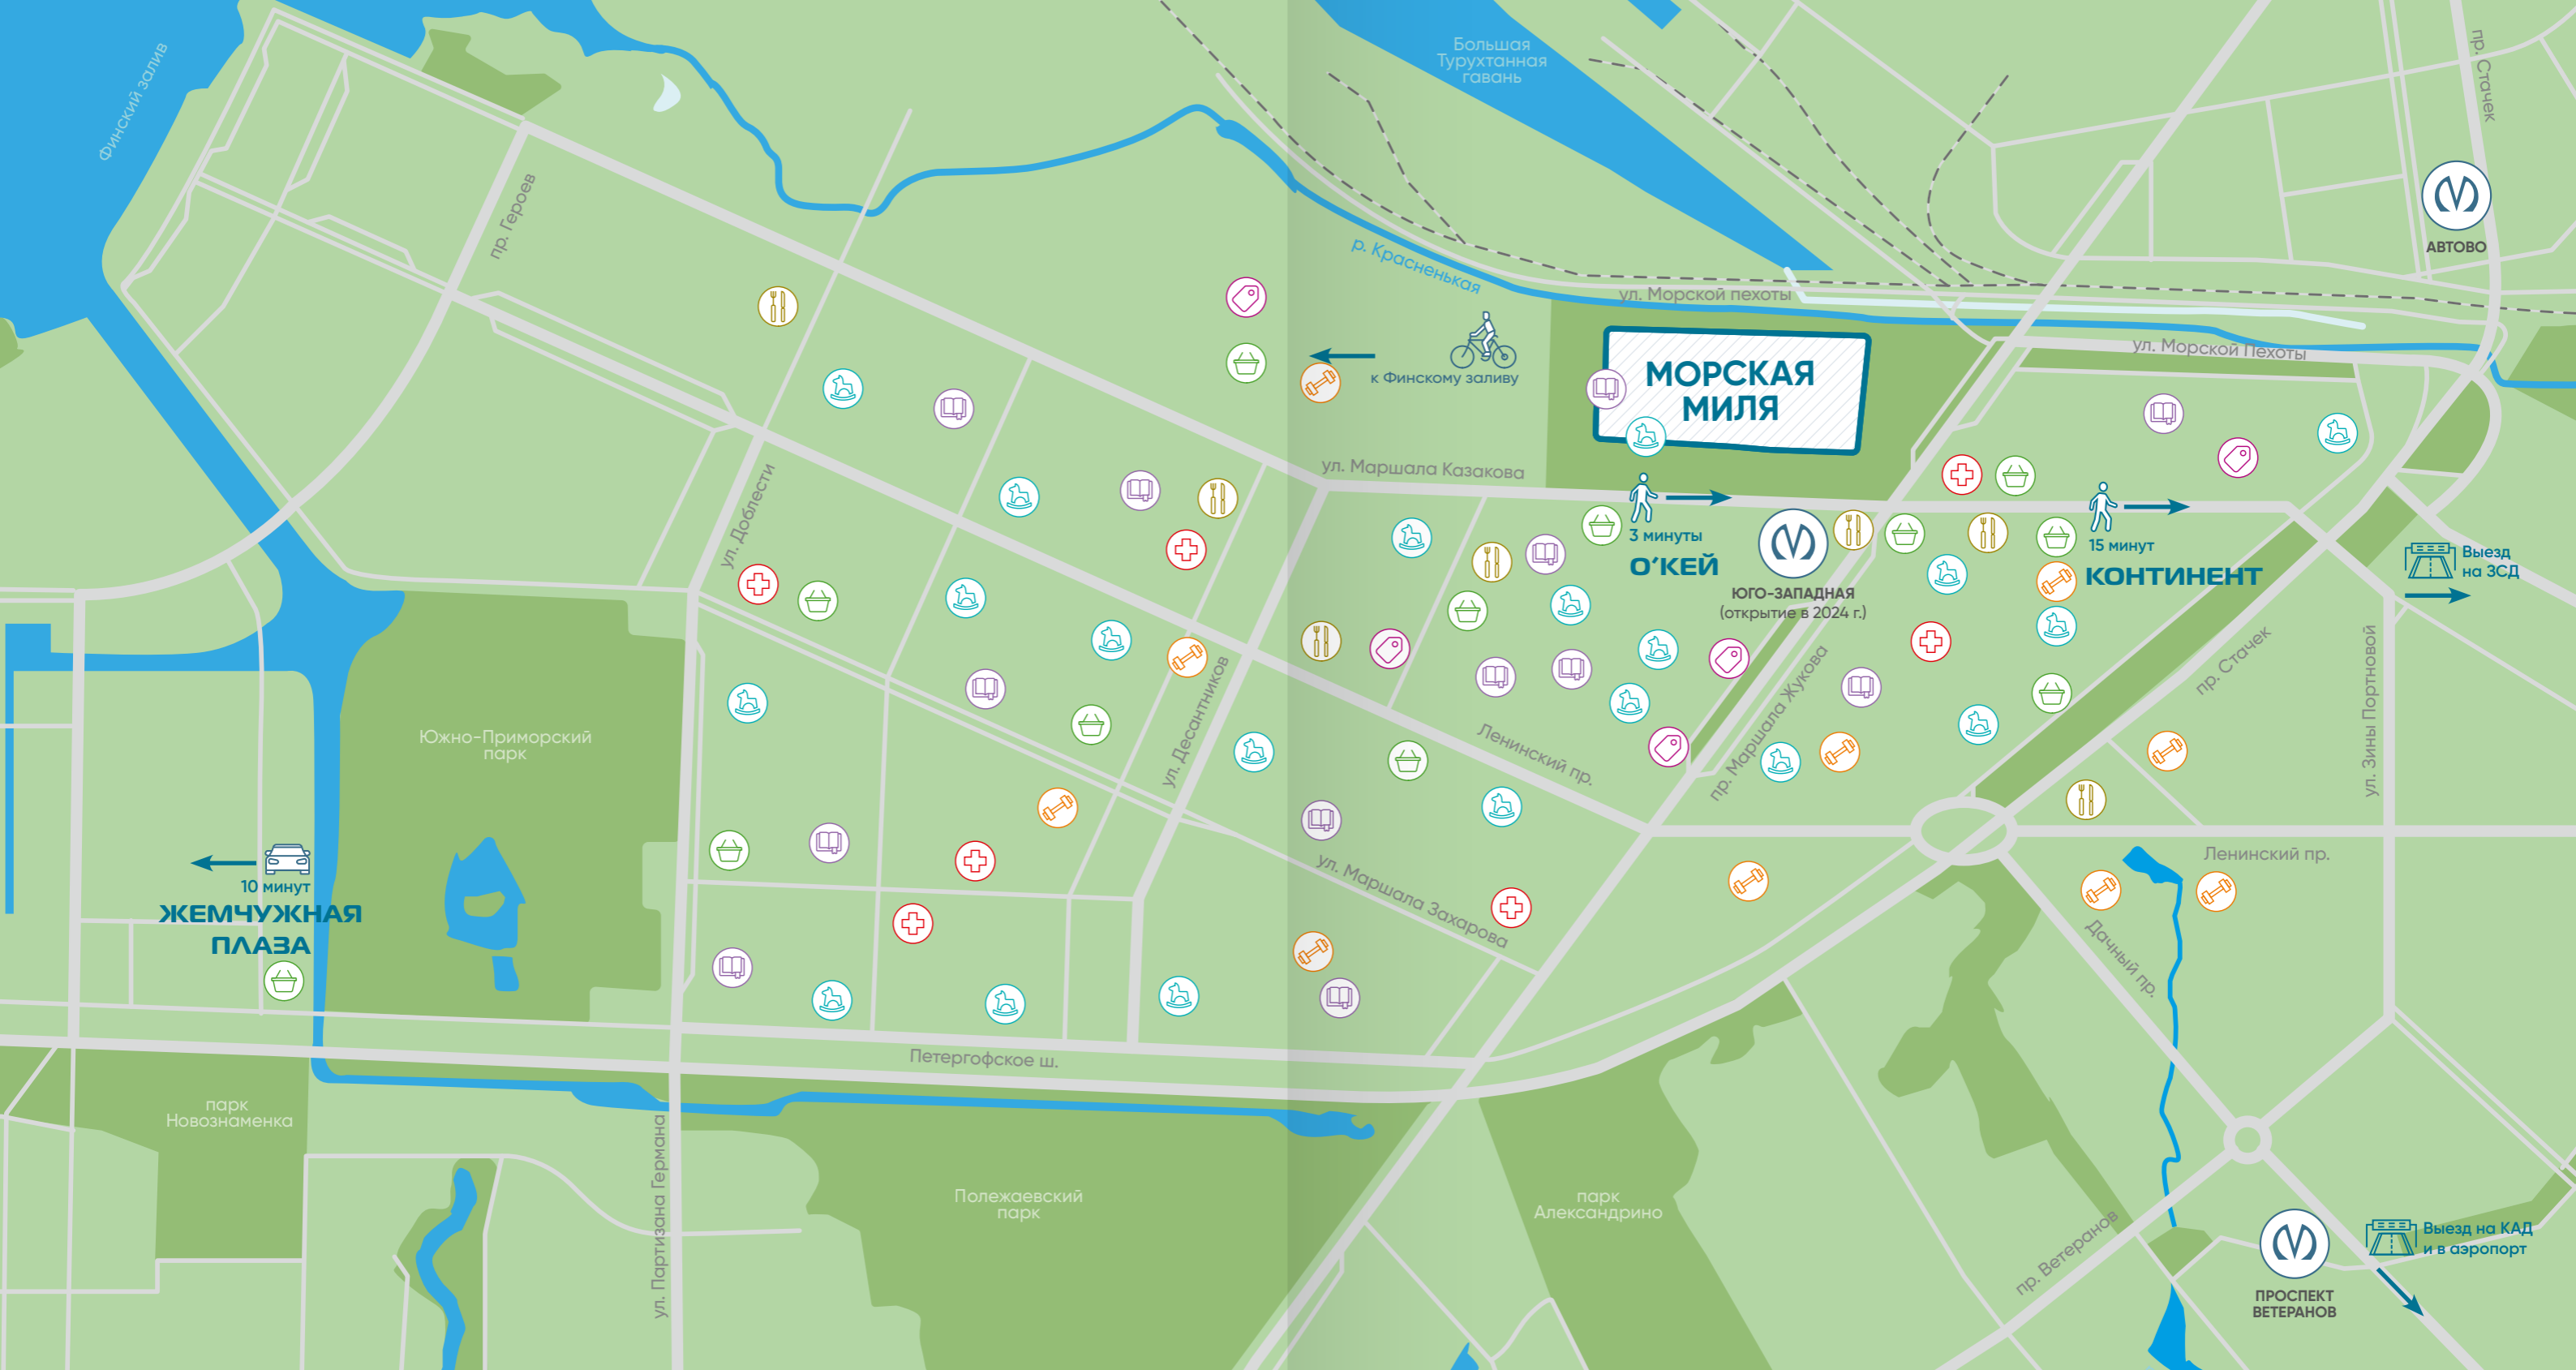 Финский залив
Большая
Турухтанная
гавань
пр. Стачек
АВТОВО
пр. Героев
р. Красненькая
ул. Морской пехоты
ул. Морской Пехоты
к Финскому заливу
МОРСКАЯ
МИЛЯ
ул. Маршала Казакова
ул. Доблести
3 минуты
О'КЕЙ
ЮГО-ЗАПАДНАЯ
(открытие в 2024 г.)
15 минут
КОНТИНЕНТ
Выезд
на ЗСД
ул. Десантников
Ленинский пр.
пр. Маршала Жукова
пр. Стачек
ул. Зины Портновой
Южно-Приморский
парк
10 минут
ЖЕМЧУЖНАЯ
ПЛАЗА
ул. Маршала Захарова
Ленинский пр.
Дачный пр.
Петергофское ш.
парк
Новознаменка
ул. Партизана Германа
Полежаевский
парк
парк
Александрино
пр. Ветеранов
ПРОСПЕКТ
ВЕТЕРАНОВ
Выезд на КАД
и в аэропорт